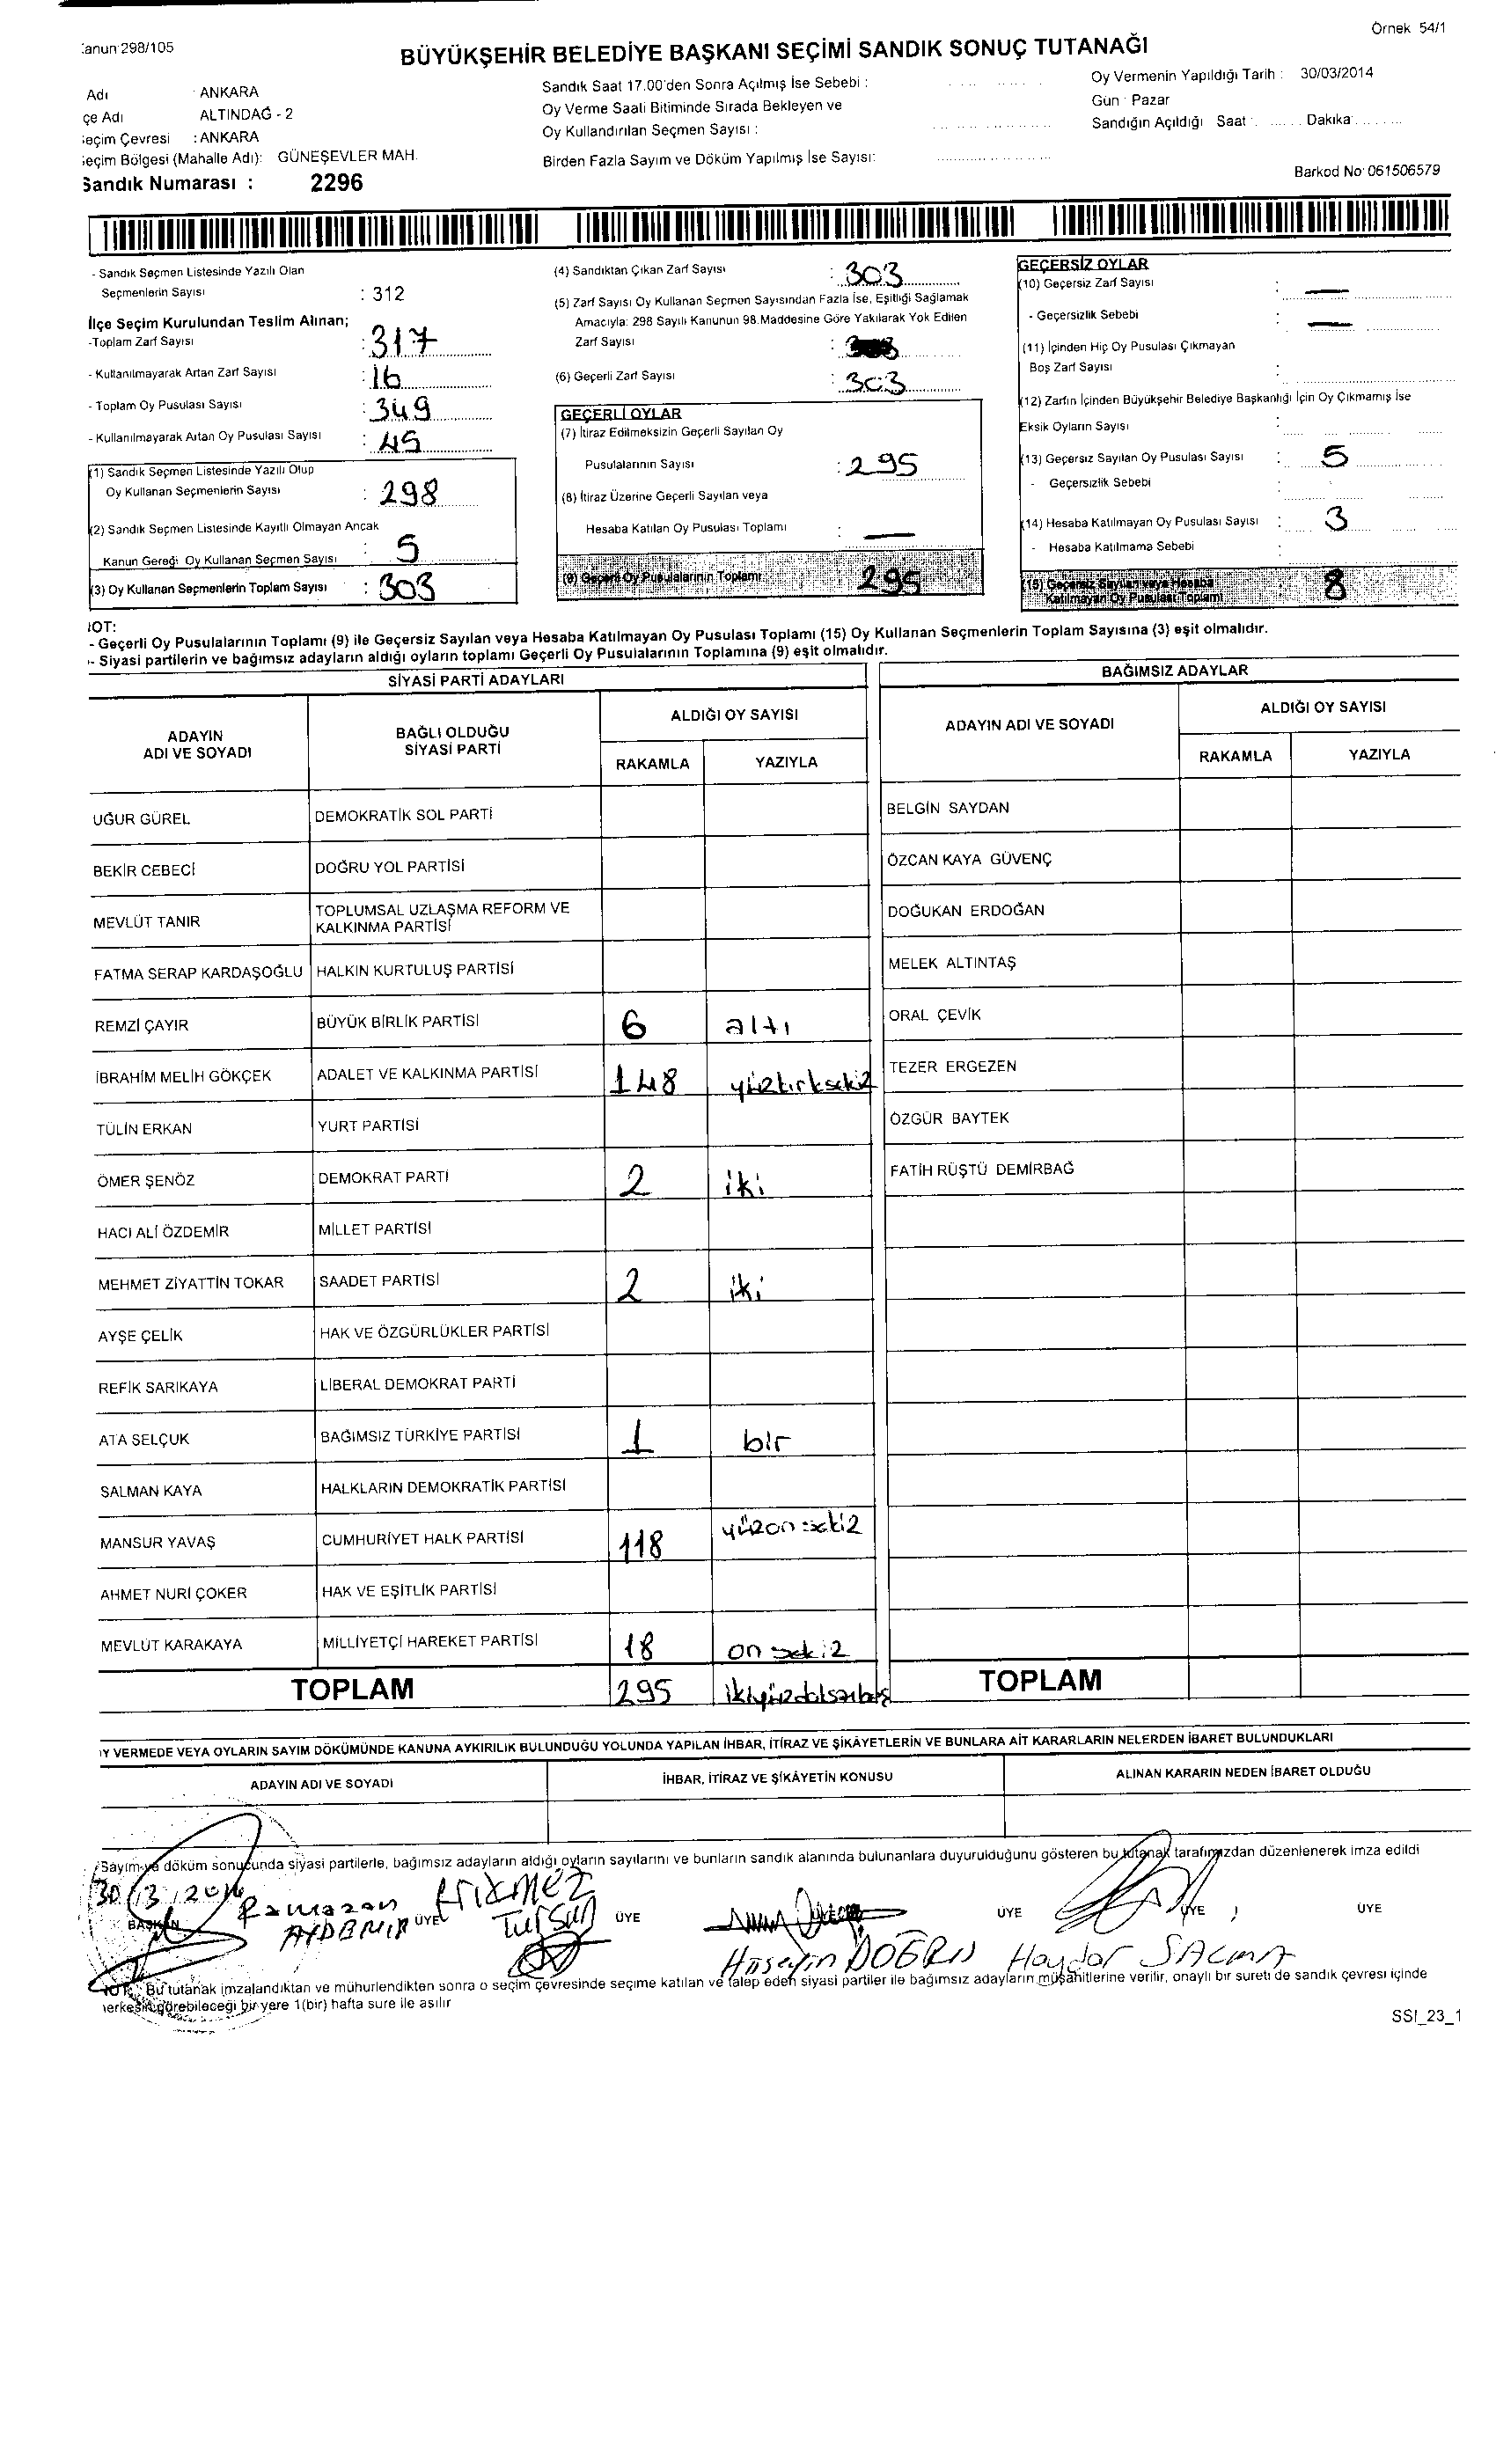 Örnek 54/1
anun 298/105
BÜYÜKŞEHİR BELEDİYE BAŞKANI SEÇİMİ SANDIK SONUÇ TUTANAĞI
Adı : ANKARA
çe Adı ALTINDAĞ - 2
eçim Çevresi : ANKARA
eçim Bölgesi (Mahalle Adı): GÜNEŞEVLER MAH.
Sandık Numarası : 2296
Sandık Saat 17.00'den Sonra Açılmış İse Sebebi :
Oy Verme Saati Bitiminde Sırada Bekleyen ve
Oy Kullandırılan Seçmen Sayısı :
Birden Fazla Sayım ve Döküm Yapılmış İse Sayısı:
Oy Vermenin Yapıldığı Tarih : 30/03/2014
Gün : Pazar
Sandığın Açıldığı Saat : ....... Dakika: .......
Barkod No: 061506579
- Sandık Seçmen Listesinde Yazılı Olan
Seçmenlerin Sayısı : 312
İlçe Seçim Kurulundan Teslim Alınan;
-Toplam Zarf Sayısı : 317
- Kullanılmayarak Artan Zarf Sayısı : 16
- Toplam Oy Pusulası Sayısı : 349
- Kullanılmayarak Artan Oy Pusulası Sayısı : 45
(1) Sandık Seçmen Listesinde Yazılı Olup
Oy Kullanan Seçmenlerin Sayısı : 298
(2) Sandık Seçmen Listesinde Kayıtlı Olmayan Ancak
Kanun Gereği Oy Kullanan Seçmen Sayısı : 5
(3) Oy Kullanan Seçmenlerin Toplam Sayısı : 303
(4) Sandıktan Çıkan Zarf Sayısı : 303
(5) Zarf Sayısı Oy Kullanan Seçmen Sayısından Fazla İse, Eşitliği Sağlamak
Amacıyla: 298 Sayılı Kanunun 98.Maddesine Göre Yakılarak Yok Edilen
Zarf Sayısı :
(6) Geçerli Zarf Sayısı : 303
GEÇERLİ OYLAR
(7) İtiraz Edilmeksizin Geçerli Sayılan Oy
Pusulalarının Sayısı : 295
(8) İtiraz Üzerine Geçerli Sayılan veya
Hesaba Katılan Oy Pusulası Toplamı : —
(9) Geçerli Oy Pusulalarının Toplamı 295
GEÇERSİZ OYLAR
(10) Geçersiz Zarf Sayısı : —
- Geçersizlik Sebebi : —
(11) İçinden Hiç Oy Pusulası Çıkmayan
Boş Zarf Sayısı :
(12) Zarfın İçinden Büyükşehir Belediye Başkanlığı İçin Oy Çıkmamış İse
Eksik Oyların Sayısı :
(13) Geçersiz Sayılan Oy Pusulası Sayısı : 5
- Geçersizlik Sebebi :
(14) Hesaba Katılmayan Oy Pusulası Sayısı : 3
- Hesaba Katılmama Sebebi :
(15) Geçersiz Sayılan veya Hesaba
Katılmayan Oy Pusulası Toplamı 8
IOT:
- Geçerli Oy Pusulalarının Toplamı (9) ile Geçersiz Sayılan veya Hesaba Katılmayan Oy Pusulası Toplamı (15) Oy Kullanan Seçmenlerin Toplam Sayısına (3) eşit olmalıdır.
- Siyasi partilerin ve bağımsız adayların aldığı oyların toplamı Geçerli Oy Pusulalarının Toplamına (9) eşit olmalıdır.
SİYASİ PARTİ ADAYLARI
ADAYIN
ADI VE SOYADI
BAĞLI OLDUĞU
SİYASİ PARTİ
ALDIĞI OY SAYISI
RAKAMLA YAZIYLA
UĞUR GÜREL DEMOKRATİK SOL PARTİ
BEKİR CEBECİ DOĞRU YOL PARTİSİ
MEVLÜT TANIR TOPLUMSAL UZLAŞMA REFORM VE
KALKINMA PARTİSİ
FATMA SERAP KARDAŞOĞLU HALKIN KURTULUŞ PARTİSİ
REMZİ ÇAYIR BÜYÜK BİRLİK PARTİSİ 6 altı
İBRAHİM MELİH GÖKÇEK ADALET VE KALKINMA PARTİSİ 148 yüzkırksekiz
TÜLİN ERKAN YURT PARTİSİ
ÖMER ŞENÖZ DEMOKRAT PARTİ 2 iki
HACI ALİ ÖZDEMİR MİLLET PARTİSİ
MEHMET ZİYATTİN TOKAR SAADET PARTİSİ 2 iki
AYŞE ÇELİK HAK VE ÖZGÜRLÜKLER PARTİSİ
REFİK SARIKAYA LİBERAL DEMOKRAT PARTİ
ATA SELÇUK BAĞIMSIZ TÜRKİYE PARTİSİ 1 bir
SALMAN KAYA HALKLARIN DEMOKRATİK PARTİSİ
MANSUR YAVAŞ CUMHURİYET HALK PARTİSİ 118 yüzon sekiz
AHMET NURİ ÇOKER HAK VE EŞİTLİK PARTİSİ
MEVLÜT KARAKAYA MİLLİYETÇİ HAREKET PARTİSİ 18 on sekiz
TOPLAM 295 ikiyüzdoksanbeş
BAĞIMSIZ ADAYLAR
ADAYIN ADI VE SOYADI
ALDIĞI OY SAYISI
RAKAMLA YAZIYLA
BELGİN SAYDAN
ÖZCAN KAYA GÜVENÇ
DOĞUKAN ERDOĞAN
MELEK ALTINTAŞ
ORAL ÇEVİK
TEZER ERGEZEN
ÖZGÜR BAYTEK
FATİH RÜŞTÜ DEMİRBAĞ
TOPLAM
Y VERMEDE VEYA OYLARIN SAYIM DÖKÜMÜNDE KANUNA AYKIRILIK BULUNDUĞU YOLUNDA YAPILAN İHBAR, İTİRAZ VE ŞİKAYETLERİN VE BUNLARA AİT KARARLARIN NELERDEN İBARET BULUNDUKLARI
ADAYIN ADI VE SOYADI İHBAR, İTİRAZ VE ŞİKÂYETİN KONUSU ALINAN KARARIN NEDEN İBARET OLDUĞU
Sayım ve döküm sonucunda siyasi partilerle, bağımsız adayların aldığı oyların sayılarını ve bunların sandık alanında bulunanlara duyurulduğunu gösteren bu tutanak tarafımızdan düzenlenerek imza edildi
30/3/2014
BAŞKAN Ramazan ÜYE Tursun ÜYE ÜYE ÜYE ÜYE
Hüseyin DOĞRU Haydar
Bu tutanak imzalandıktan ve mühürlendikten sonra o seçim çevresinde seçime katılan ve talep eden siyasi partiler ile bağımsız adayların müşahitlerine verilir, onaylı bir sureti de sandık çevresi içinde
herkesin görebileceği bir yere 1(bir) hafta süre ile asılır
SSI_23_1